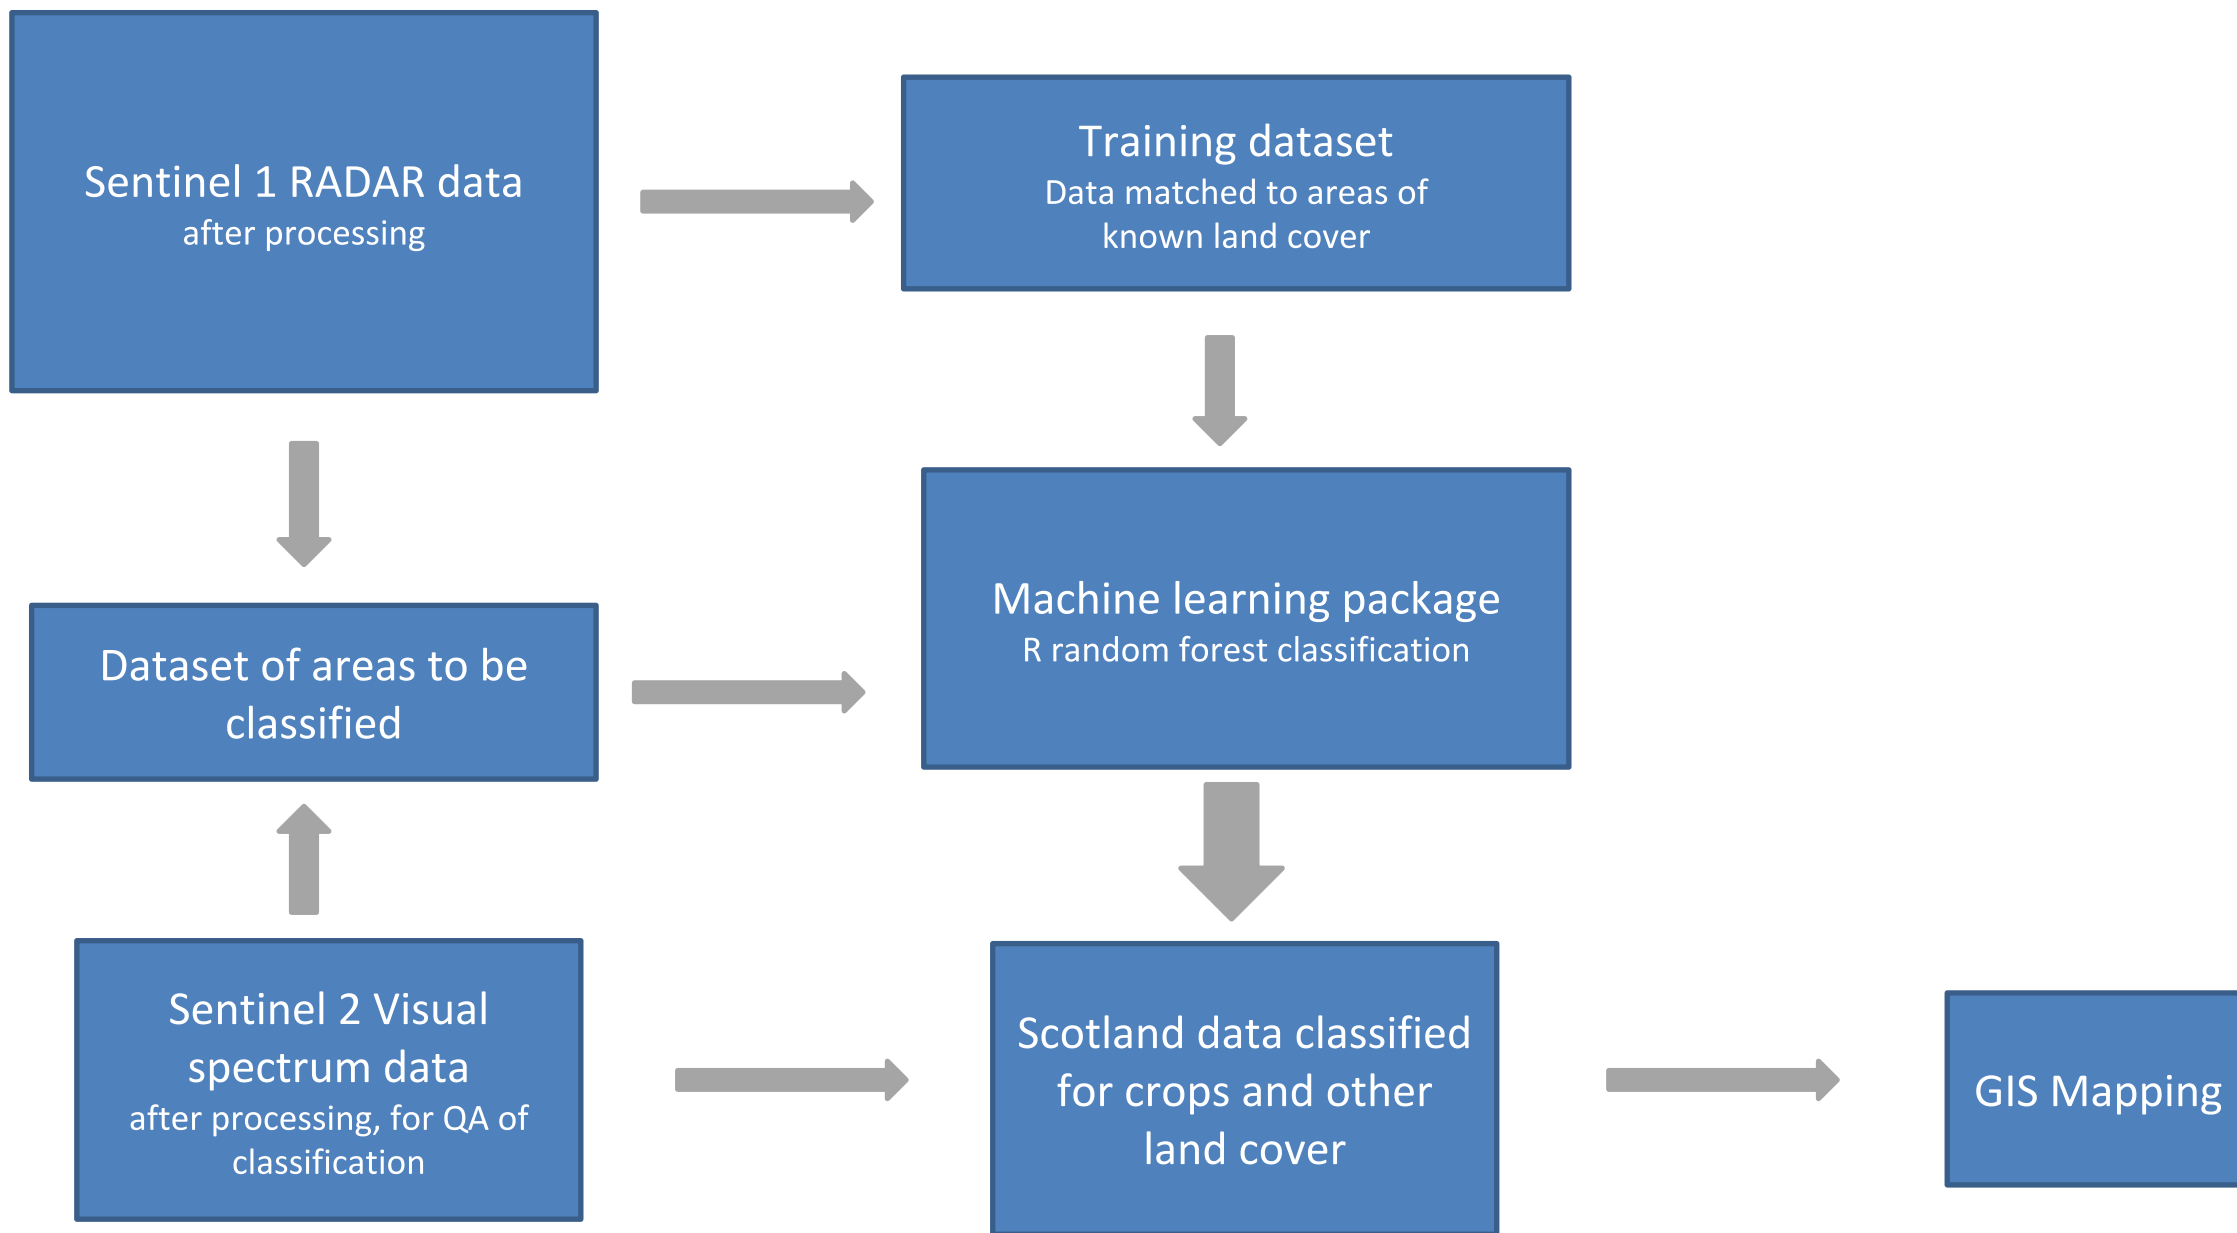 Sentinel 1 RADAR data
after processing
Training dataset
Data matched to areas of
known land cover
Dataset of areas to be
classified
Machine learning package
R random forest classification
Sentinel 2 Visual
spectrum data
after processing, for QA of
classification
Scotland data classified
for crops and other
land cover
GIS Mapping